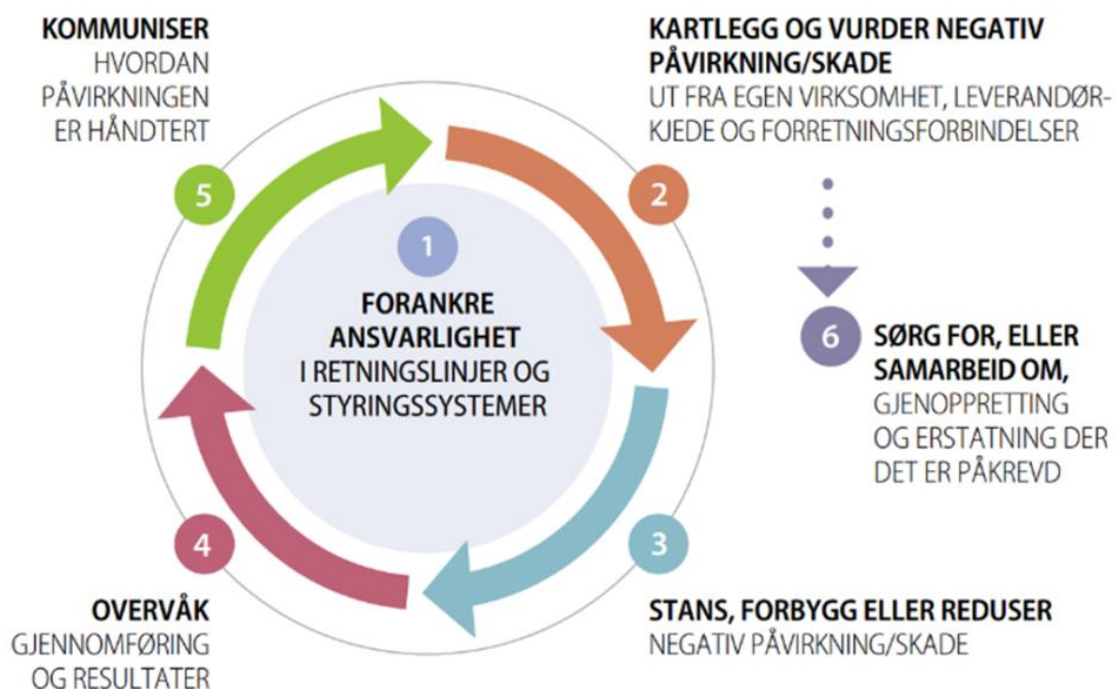 KOMMUNISER
HVORDAN
PÅVIRKNINGEN
ER HÅNDTERT
5
KARTLEGG OG VURDER NEGATIV
PÅVIRKNING/SKADE
UT FRA EGEN VIRKSOMHET, LEVERANDØR-
KJEDE OG FORRETNINGSFORBINDELSER
2
1
FORANKRE
ANSVARLIGHET
I RETNINGSLINJER OG
STYRINGSSYSTEMER
6
SØRG FOR, ELLER
SAMARBEID OM,
GJENOPPRETTING
OG ERSTATNING DER
DET ER PÅKREVD
4
OVERVÅK
GJENNOMFØRING
OG RESULTATER
3
STANS, FORBYGG ELLER REDUSER
NEGATIV PÅVIRKNING/SKADE